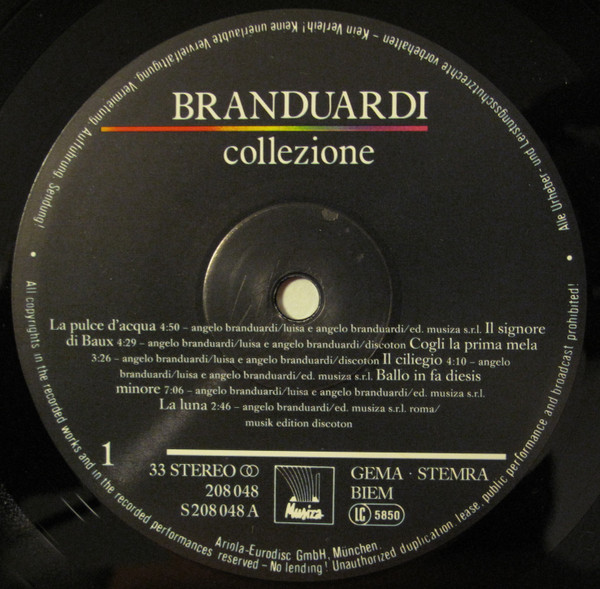 Alle Urheber- und Leistungsschutzrechte vorbehalten – Kein Verleih! Keine unerlaubte Vervielfältigung, Vermietung, Aufführung, Sendung!
BRANDUARDI
collezione
La pulce d'acqua 4:50 – angelo branduardi/luisa e angelo branduardi/ed. musiza s.r.l. Il signore
di Baux 4:29 – angelo branduardi/luisa e angelo branduardi/discoton Cogli la prima mela
3:26 – angelo branduardi/luisa e angelo branduardi/discoton Il ciliegio 4:10 – angelo
branduardi/luisa e angelo branduardi/ed. musiza s.r.l. Ballo in fa diesis
minore 7:06 – angelo branduardi/luisa e angelo branduardi/ed. musiza s.r.l.
La luna 2:46 – angelo branduardi/ed. musiza s.r.l. roma/
musik edition discoton
1
33 STEREO
208 048
S 208 048 A
Musiza
GEMA · STEMRA
BIEM
LC 5850
Ariola-Eurodisc GmbH, München.
All copyrights in the recorded works and in the recorded performances reserved – No lending! Unauthorized duplication, lease, public performance and broadcast prohibited!